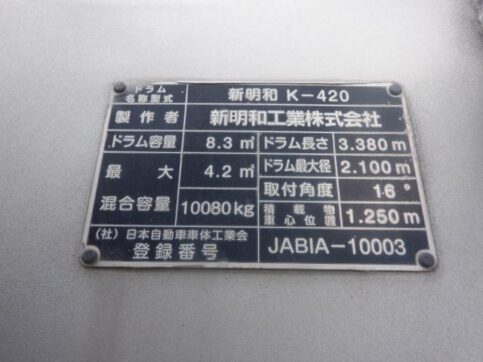 ドラム名称型式 新明和 K-420
製作者 新明和工業株式会社
ドラム容量 8.3 ㎥ ドラム長さ 3.380 m
最大混合容量 4.2 ㎥ ドラム最大径 2.100 m
10080kg 取付角度 16°
積載物重心位置 1.250 m
(社) 日本自動車車体工業会
登録番号 JABIA-10003